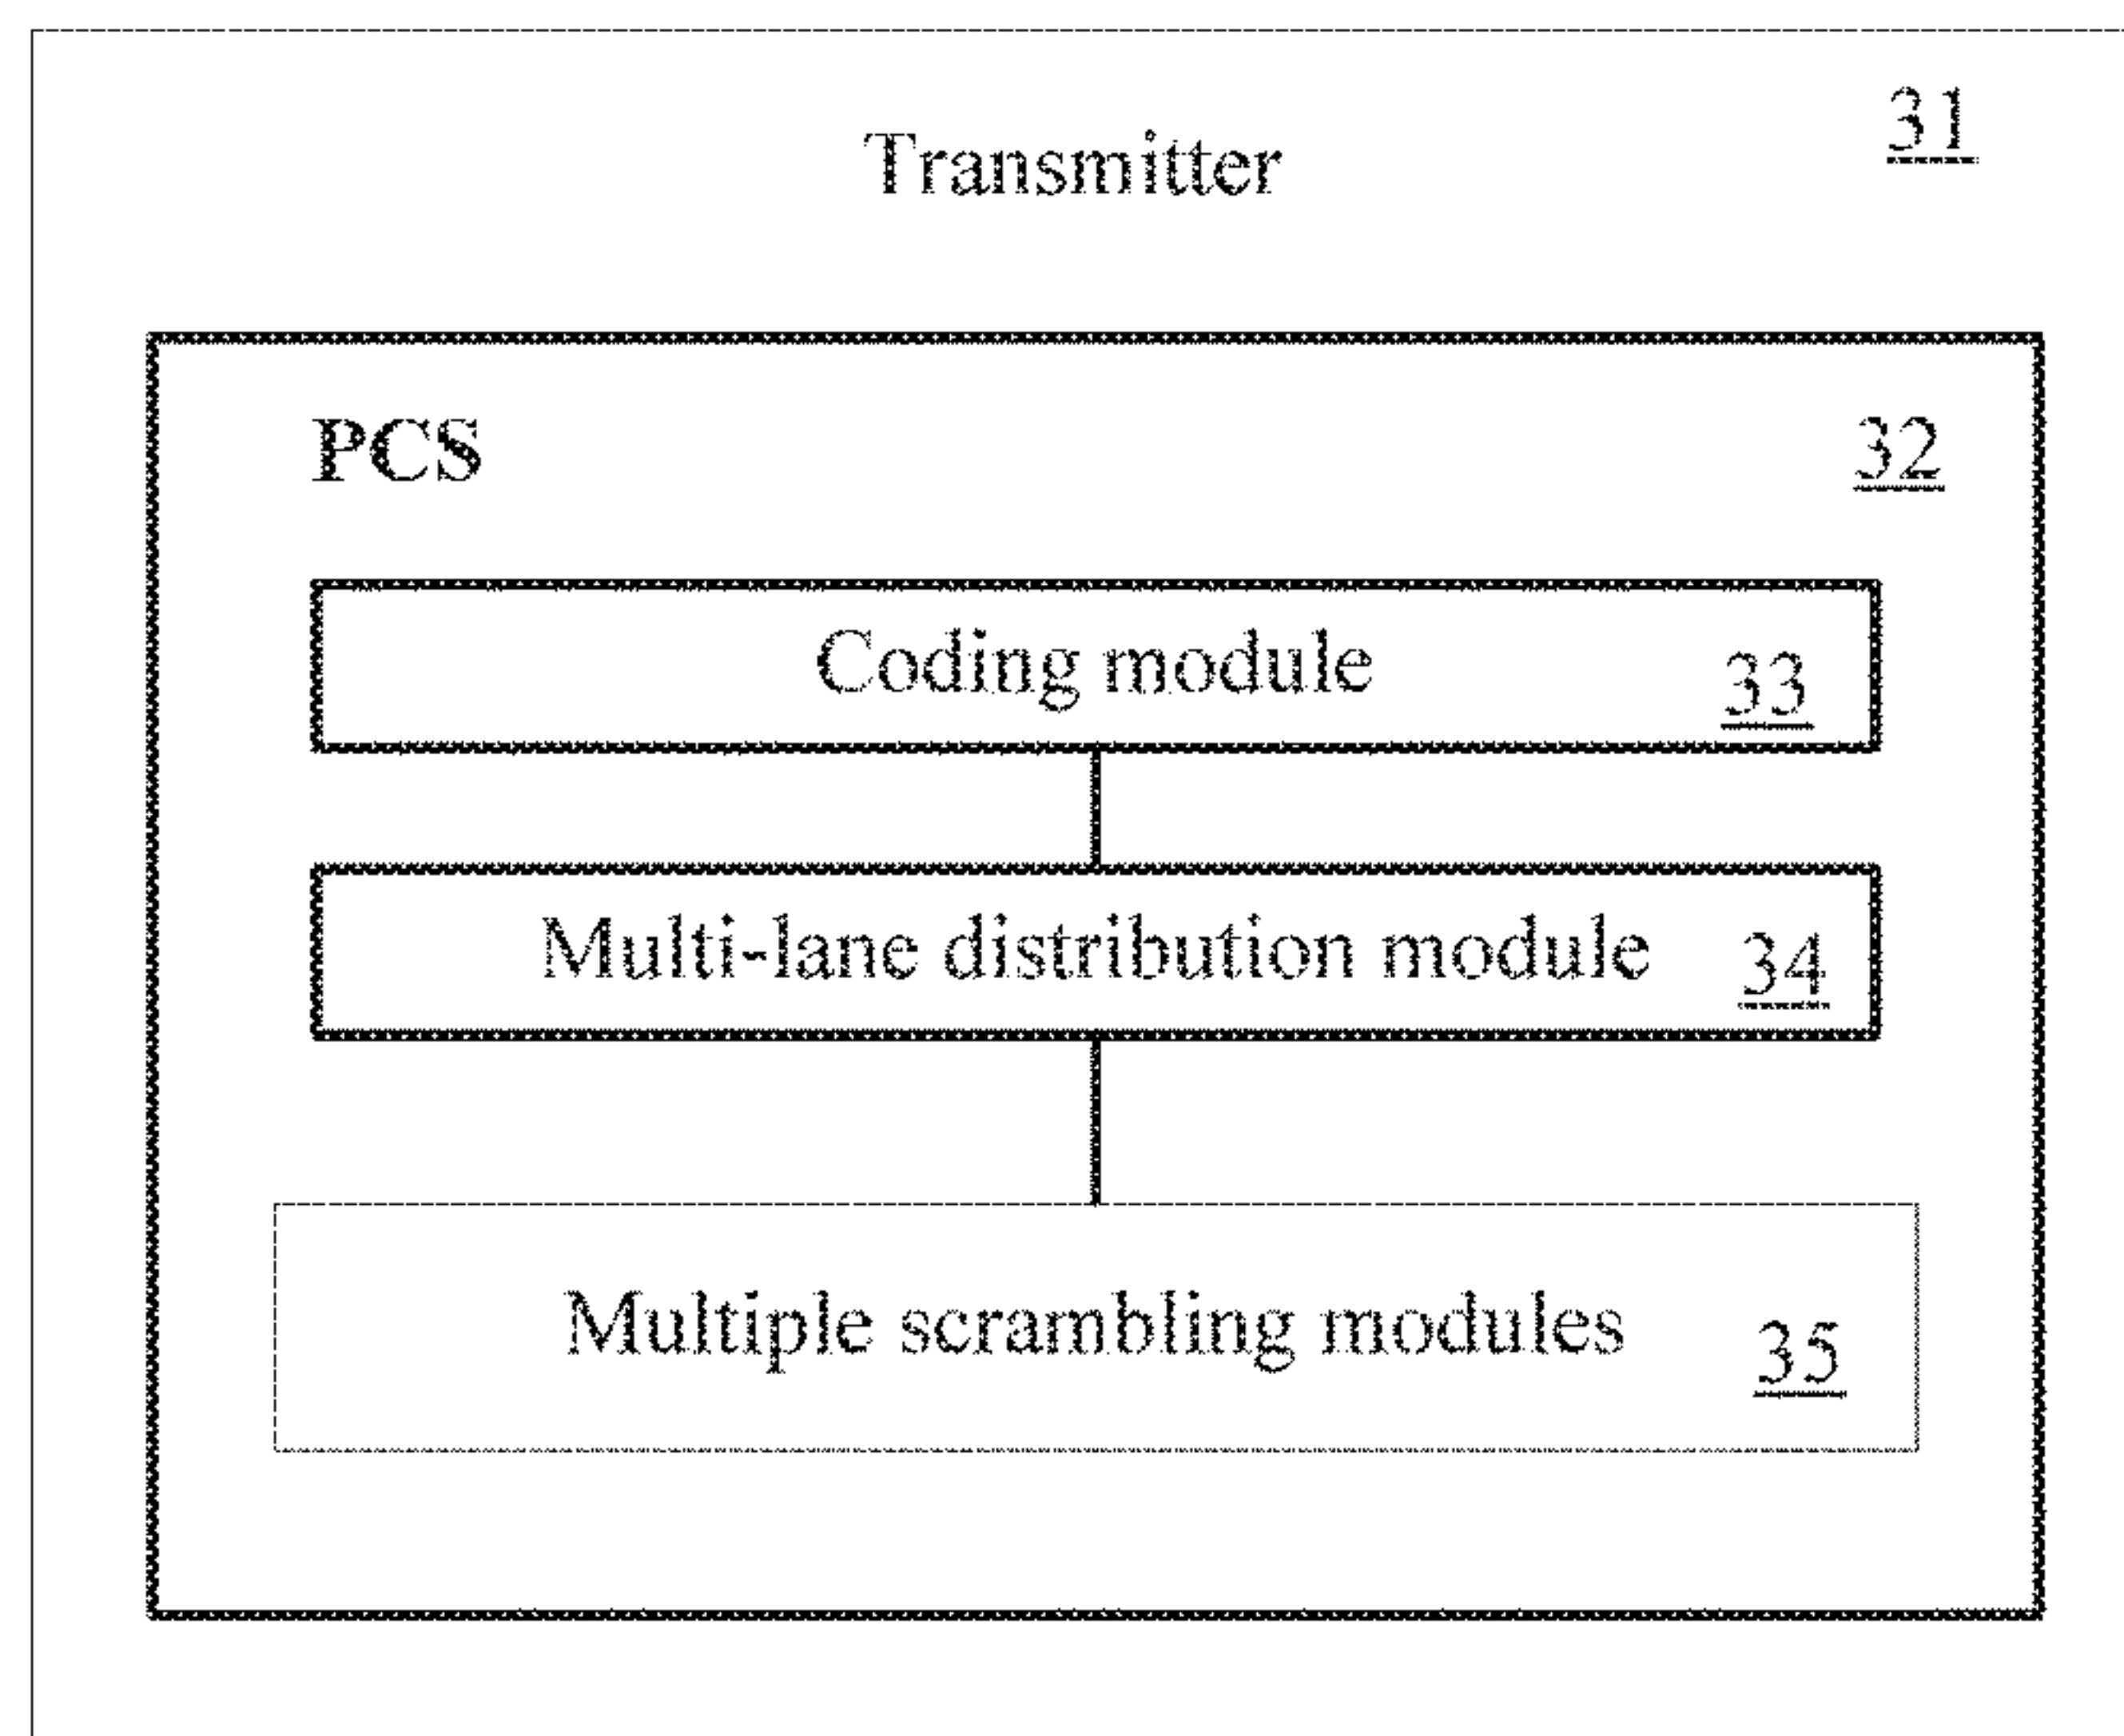 31
Transmitter
PCS
32
Coding module
33
Multi-lane distribution module
34
Multiple scrambling modules
35